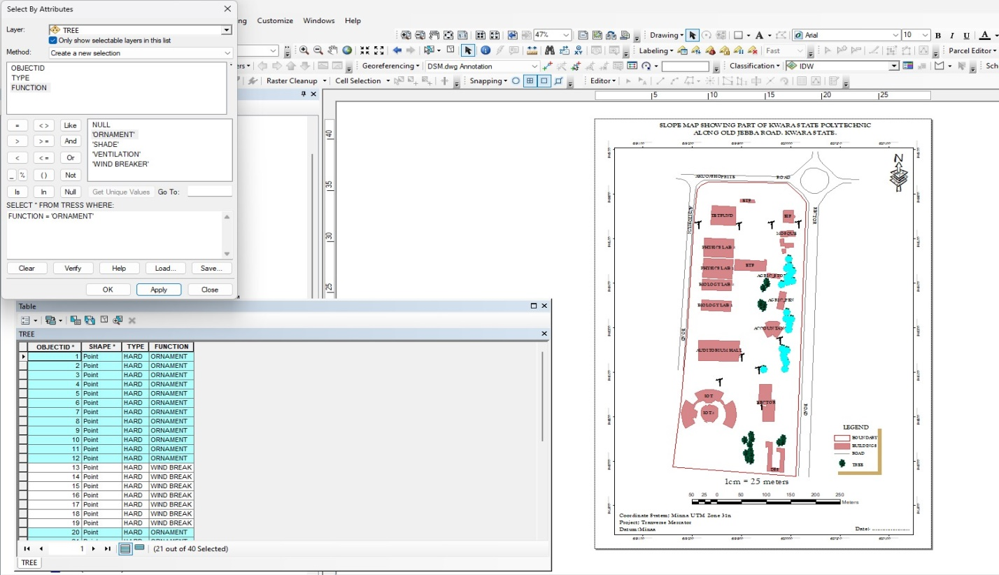 Select By Attributes
Layer: TREE
Only show selectable layers in this list
Method: Create a new selection
OBJECTID
TYPE
FUNCTION
= < > Like
> > = And
< < = Or
_ % ( ) Not
Is In Null
NULL
'ORNAMENT'
'SHADE'
'VENTILATION'
'WIND BREAKER'
Get Unique Values Go To:
SELECT * FROM TRESS WHERE:
FUNCTION = 'ORNAMENT'
Clear Verify Help Load... Save...
OK Apply Close
ng Customize Windows Help
47% Drawing Arial 10 B I U A
Labeling Fast Parcel Editor
ers Georeferencing DSM.dwg Annotation Classification IDW Sch
Raster Cleanup Cell Selection Snapping Editor
5 10 15 20 25
40
35
30
25
Table
TREE
OBJECTID * SHAPE * TYPE FUNCTION
1 Point HARD ORNAMENT
2 Point HARD ORNAMENT
3 Point HARD ORNAMENT
4 Point HARD ORNAMENT
5 Point HARD ORNAMENT
6 Point HARD ORNAMENT
7 Point HARD ORNAMENT
8 Point HARD ORNAMENT
9 Point HARD ORNAMENT
10 Point HARD ORNAMENT
11 Point HARD ORNAMENT
12 Point HARD ORNAMENT
13 Point HARD WIND BREAK
14 Point HARD WIND BREAK
15 Point HARD WIND BREAK
16 Point HARD WIND BREAK
17 Point HARD WIND BREAK
18 Point HARD WIND BREAK
19 Point HARD WIND BREAK
20 Point HARD ORNAMENT
1 (21 out of 40 Selected)
TREE
SLOPE MAP SHOWING PART OF KWARA STATE POLYTECHNIC
ALONG OLD JEBBA ROAD. KWARA STATE.
N
ROAD
TETFUND
MOSQUE
PHYSICS LAB
PHYSICS LAB
BIOLOGY LAB
BIOLOGY LAB
AUDITORIUM HALL
ROAD
RECTOR
IOT
ROAD
LEGEND
BOUNDARY
BUILDINGS
ROAD
TREE
1cm = 25 meters
50 25 0 50 100 150 200 250
Meters
Coordinate System; Minna UTM Zone 31n
Project; Tranverse Mercator
Datum;Minaa
Date:- ......................